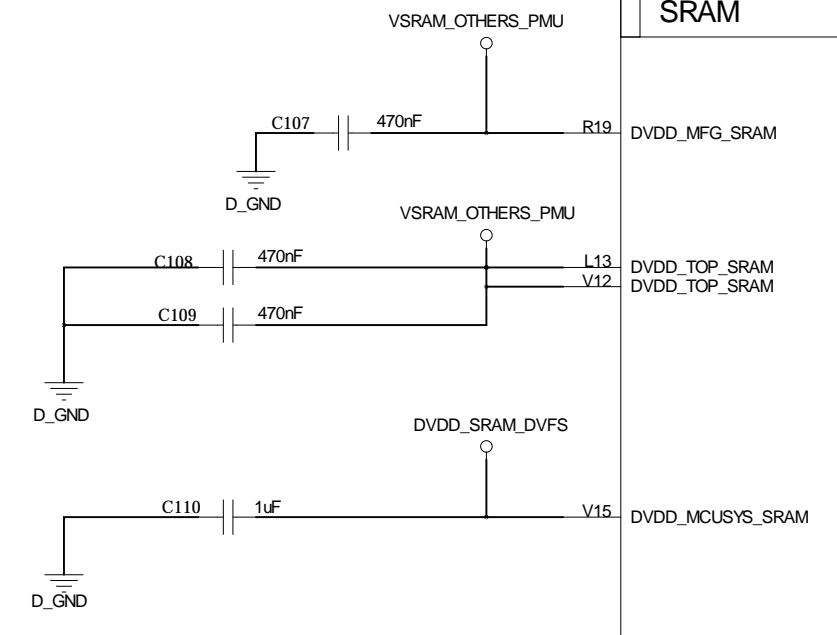 SRAM
VSRAM_OTHERS_PMU
C107 470nF R19 DVDD_MFG_SRAM
D_GND
VSRAM_OTHERS_PMU
C108 470nF L13 DVDD_TOP_SRAM
V12 DVDD_TOP_SRAM
C109 470nF
D_GND
DVDD_SRAM_DVFS
C110 1uF V15 DVDD_MCUSYS_SRAM
D_GND